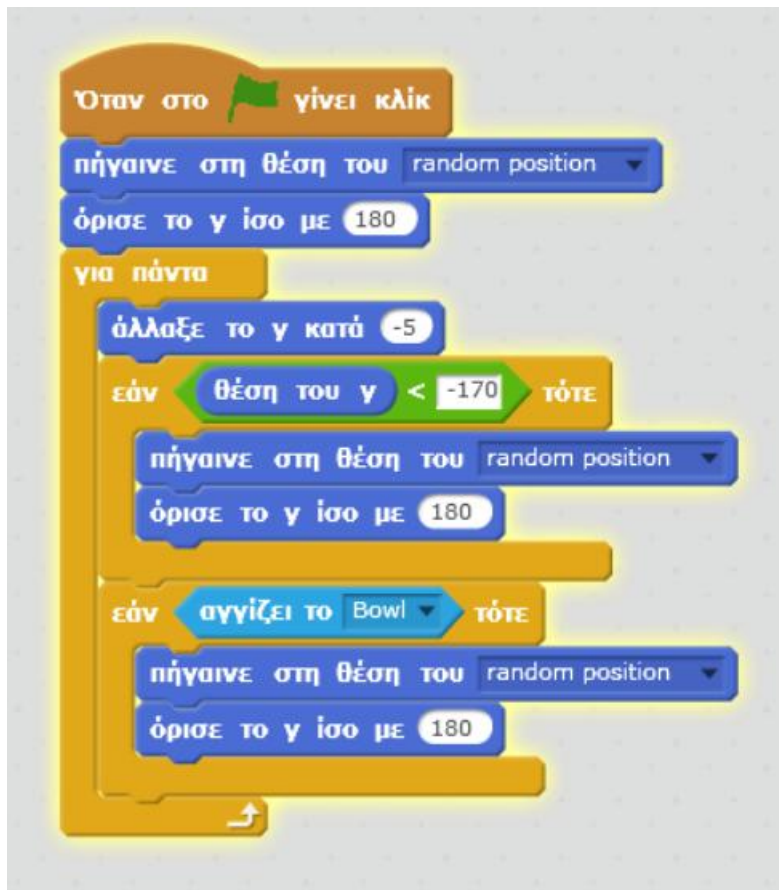 Όταν στο γίνει κλίκ
πήγαινε στη θέση του random position
όρισε το y ίσο με 180
για πάντα
άλλαξε το y κατά -5
εάν θέση του y < -170 τότε
πήγαινε στη θέση του random position
όρισε το y ίσο με 180
εάν αγγίζει το Bowl τότε
πήγαινε στη θέση του random position
όρισε το y ίσο με 180